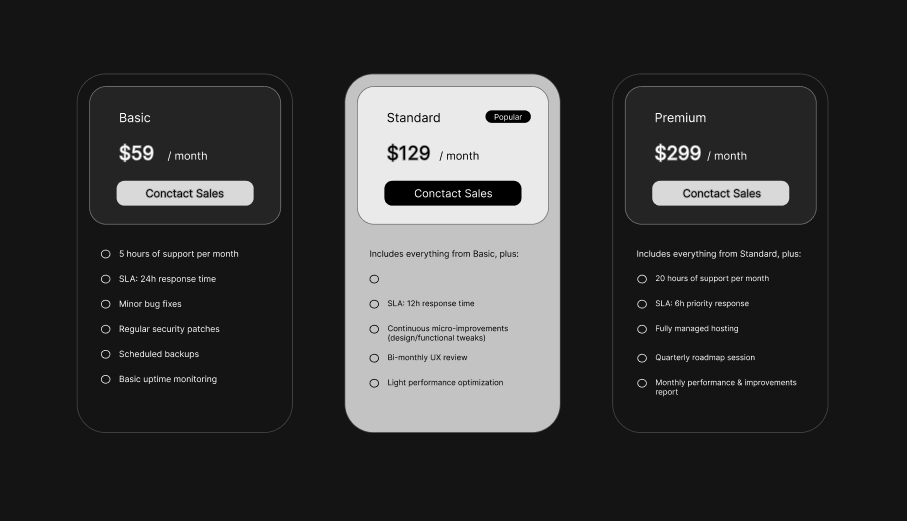 Basic
$59 / month
Conctact Sales
5 hours of support per month
SLA: 24h response time
Minor bug fixes
Regular security patches
Scheduled backups
Basic uptime monitoring
Standard
Popular
$129 / month
Conctact Sales
Includes everything from Basic, plus:
SLA: 12h response time
Continuous micro-improvements
(design/functional tweaks)
Bi-monthly UX review
Light performance optimization
Premium
$299 / month
Conctact Sales
Includes everything from Standard, plus:
20 hours of support per month
SLA: 6h priority response
Fully managed hosting
Quarterly roadmap session
Monthly performance & improvements
report